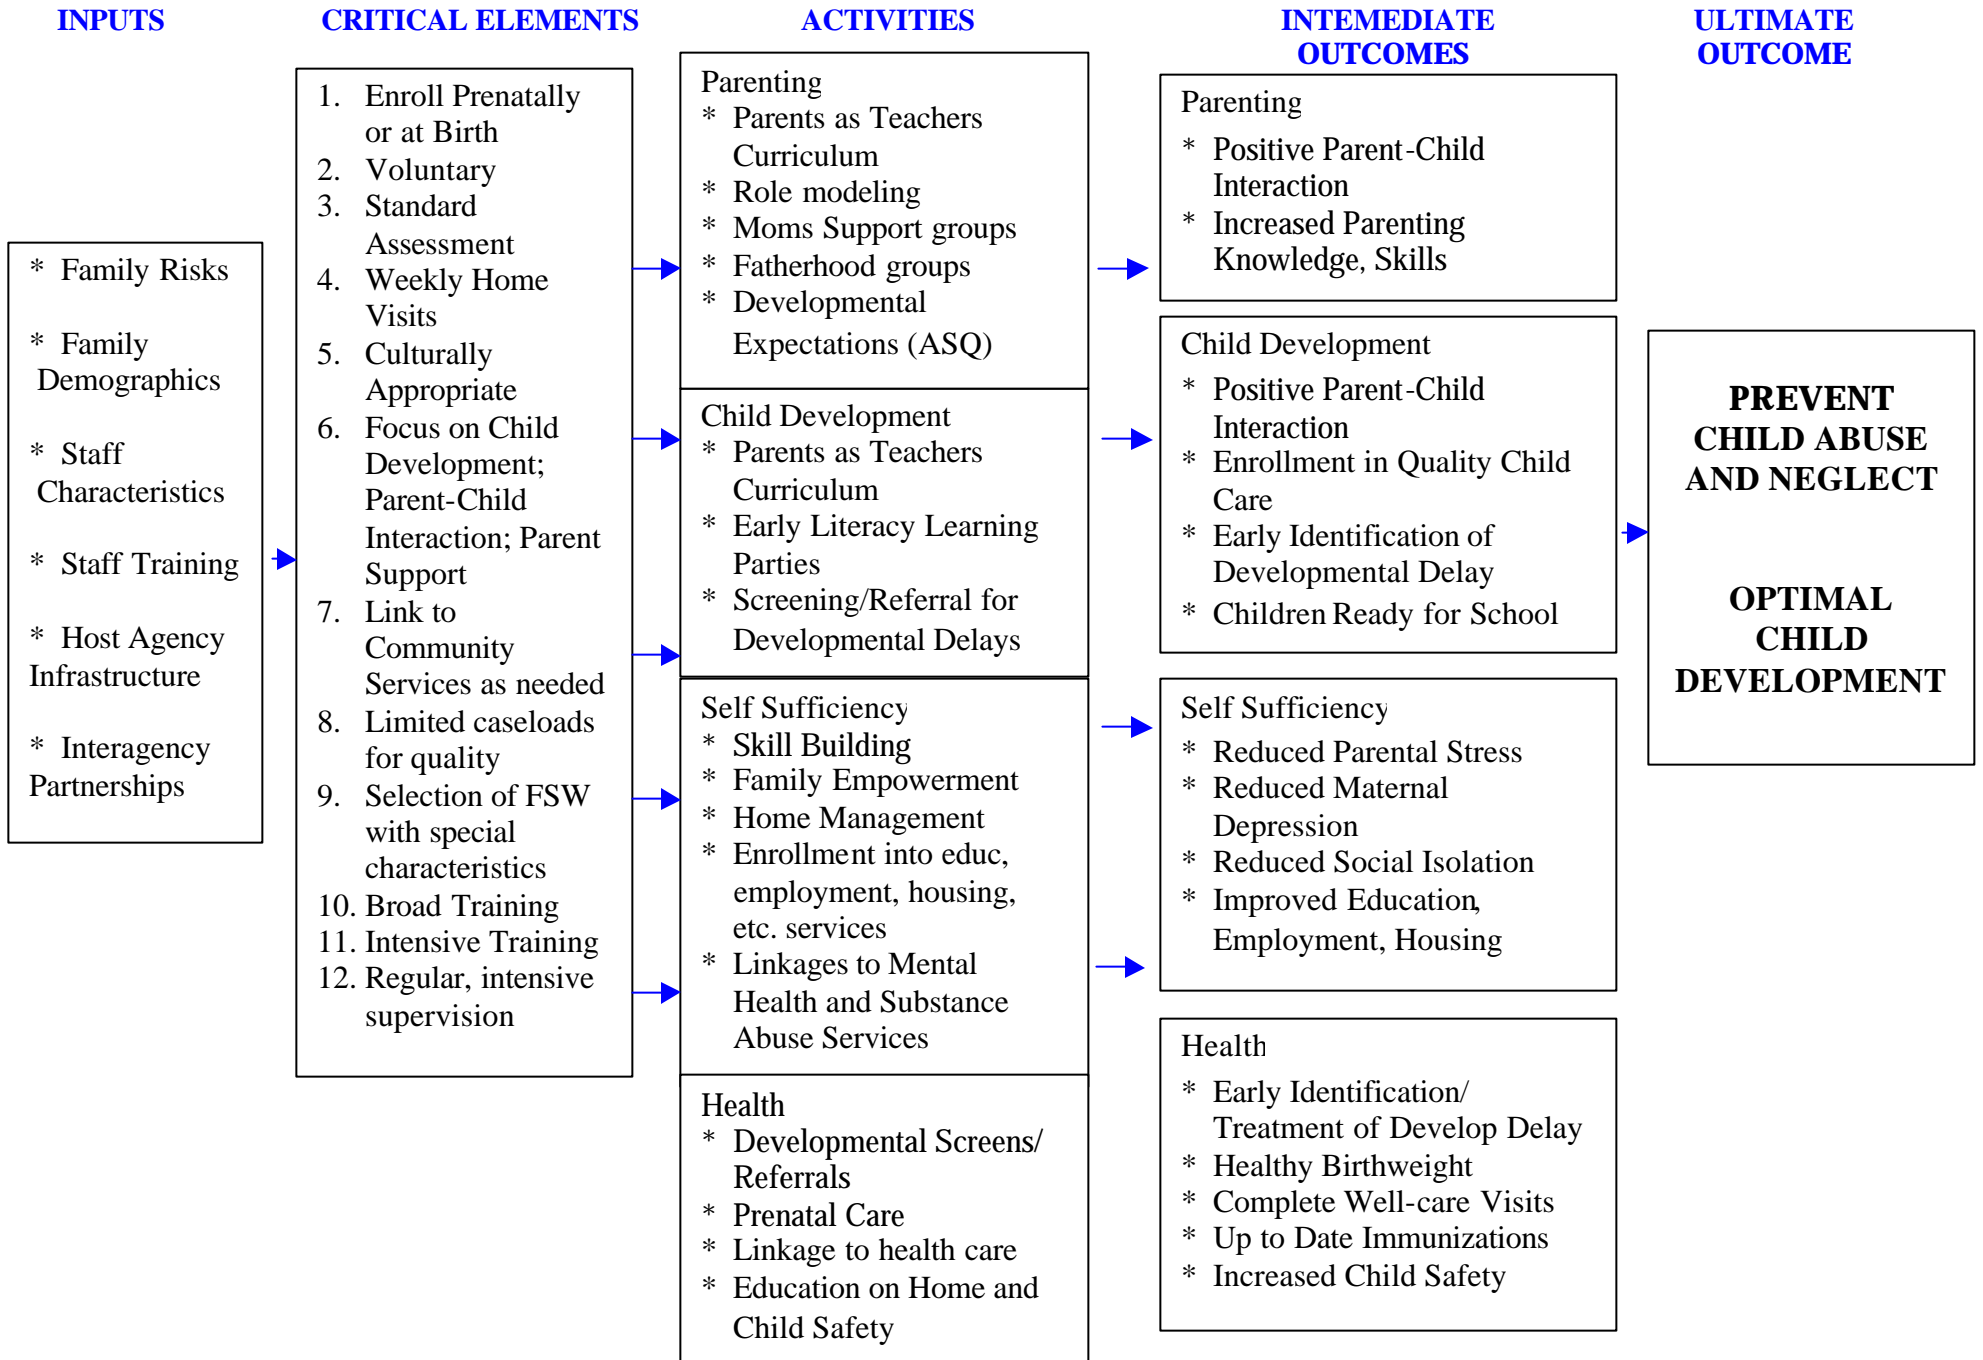 INPUTS
CRITICAL ELEMENTS
ACTIVITIES
INTEMEDIATE
OUTCOMES
ULTIMATE
OUTCOME
* Family Risks
* Family
Demographics
* Staff
Characteristics
* Staff Training
* Host Agency
Infrastructure
* Interagency
Partnerships
1. Enroll Prenatally
or at Birth
2. Voluntary
3. Standard
Assessment
4. Weekly Home
Visits
5. Culturally
Appropriate
6. Focus on Child
Development;
Parent-Child
Interaction; Parent
Support
7. Link to
Community
Services as needed
8. Limited caseloads
for quality
9. Selection of FSW
with special
characteristics
10. Broad Training
11. Intensive Training
12. Regular, intensive
supervision
Parenting
* Parents as Teachers
Curriculum
* Role modeling
* Moms Support groups
* Fatherhood groups
* Developmental
Expectations (ASQ)
Child Development
* Parents as Teachers
Curriculum
* Early Literacy Learning
Parties
* Screening/Referral for
Developmental Delays
Self Sufficiency
* Skill Building
* Family Empowerment
* Home Management
* Enrollment into educ,
employment, housing,
etc. services
* Linkages to Mental
Health and Substance
Abuse Services
Health
* Developmental Screens/
Referrals
* Prenatal Care
* Linkage to health care
* Education on Home and
Child Safety
Parenting
* Positive Parent-Child
Interaction
* Increased Parenting
Knowledge, Skills
Child Development
* Positive Parent-Child
Interaction
* Enrollment in Quality Child
Care
* Early Identification of
Developmental Delay
* Children Ready for School
Self Sufficiency
* Reduced Parental Stress
* Reduced Maternal
Depression
* Reduced Social Isolation
* Improved Education,
Employment, Housing
Health
* Early Identification/
Treatment of Develop Delay
* Healthy Birthweight
* Complete Well-care Visits
* Up to Date Immunizations
* Increased Child Safety
PREVENT
CHILD ABUSE
AND NEGLECT
OPTIMAL
CHILD
DEVELOPMENT